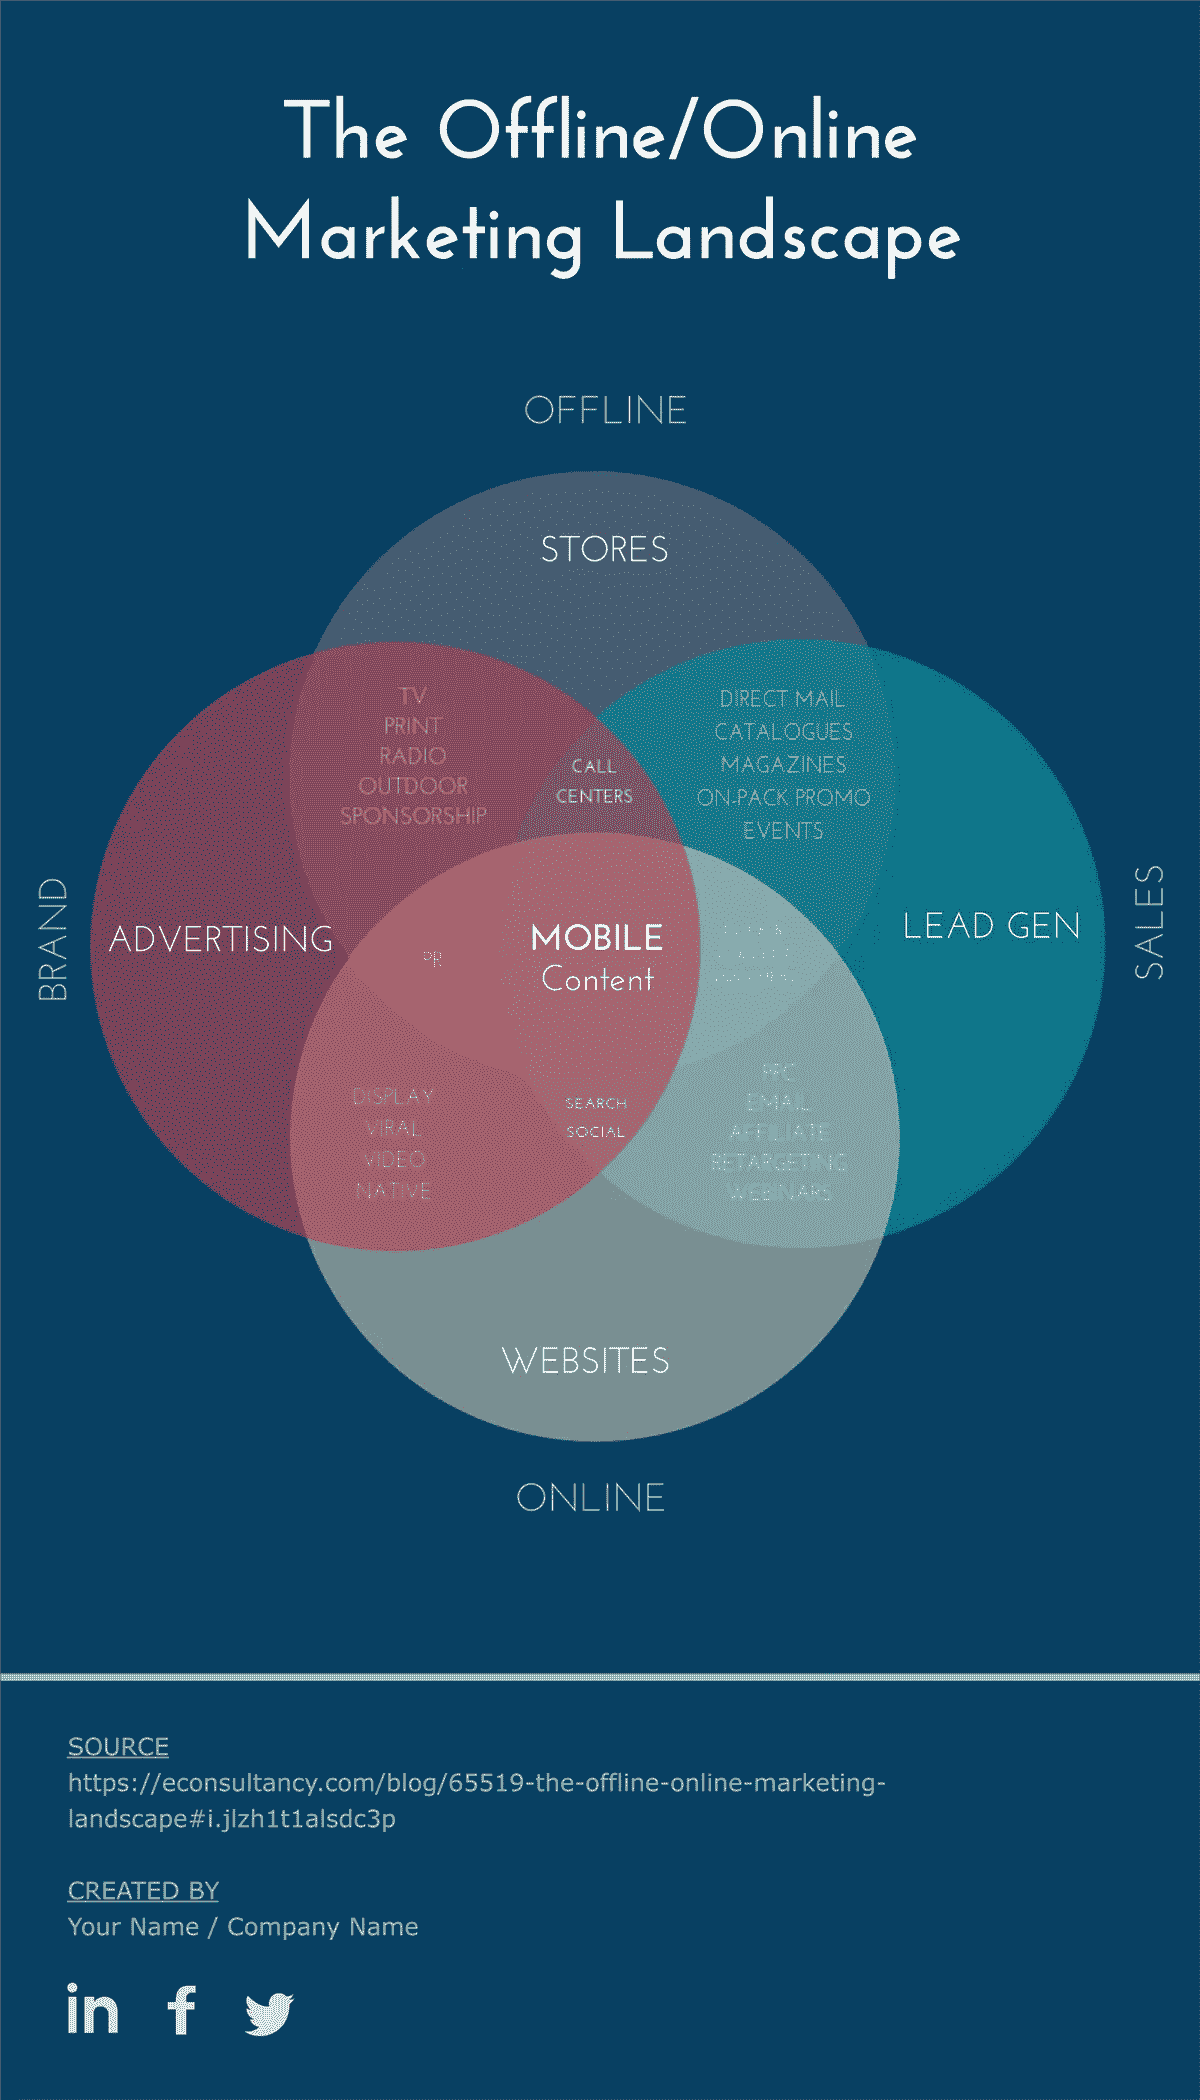 The Offline/Online
Marketing Landscape
OFFLINE
STORES
TV
PRINT
RADIO
OUTDOOR
SPONSORSHIP
CALL
CENTERS
DIRECT MAIL
CATALOGUES
MAGAZINES
ON-PACK PROMO
EVENTS
BRAND
ADVERTISING
PR
MOBILE
Content
LEAD GEN
SALES
DISPLAY
VIRAL
VIDEO
NATIVE
SEARCH
SOCIAL
PPC
EMAIL
AFFILIATE
RETARGETING
WEBINARS
WEBSITES
ONLINE
SOURCE
https://econsultancy.com/blog/65519-the-offline-online-marketing-
landscape#i.jlzh1t1alsdc3p
CREATED BY
Your Name / Company Name
in f